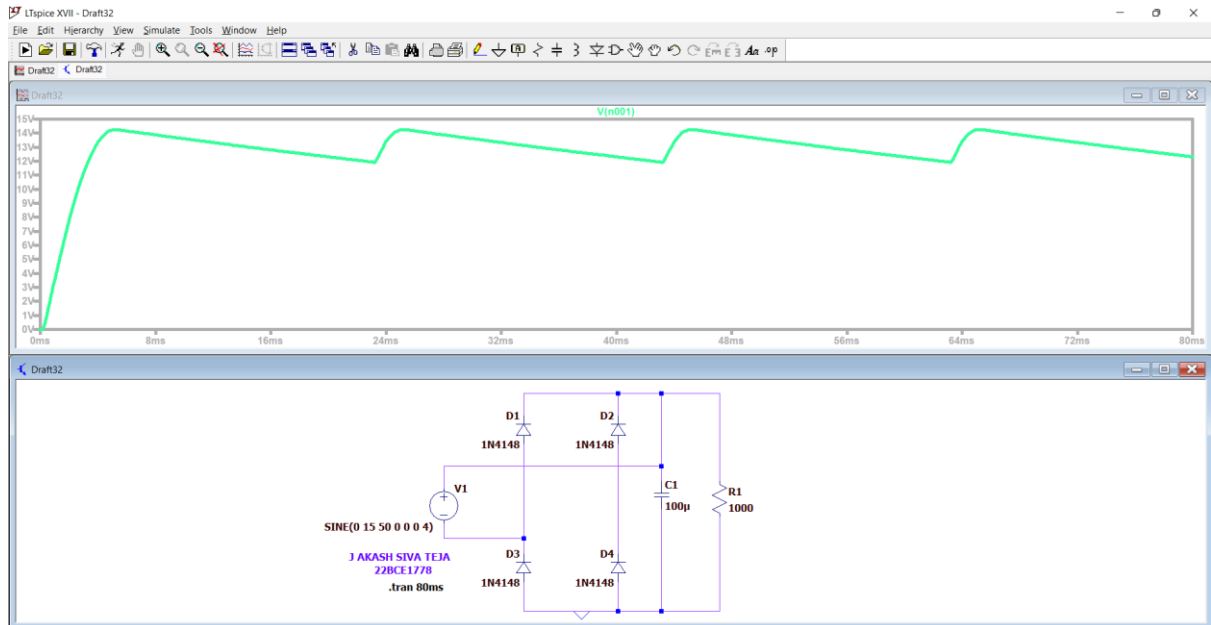 LTspice XVII - Draft32
File Edit Hierarchy View Simulate Tools Window Help
Aa .op
Draft32 Draft32
Draft32
V(n001)
15V
14V
13V
12V
11V
10V
9V
8V
7V
6V
5V
4V
3V
2V
1V
0V
0ms 8ms 16ms 24ms 32ms 40ms 48ms 56ms 64ms 72ms 80ms
Draft32
D1 D2
1N4148 1N4148
V1 C1 R1
100µ 1000
SINE(0 15 50 0 0 0 4)
J AKASH SIVA TEJA D3 D4
22BCE1778
1N4148 1N4148
.tran 80ms